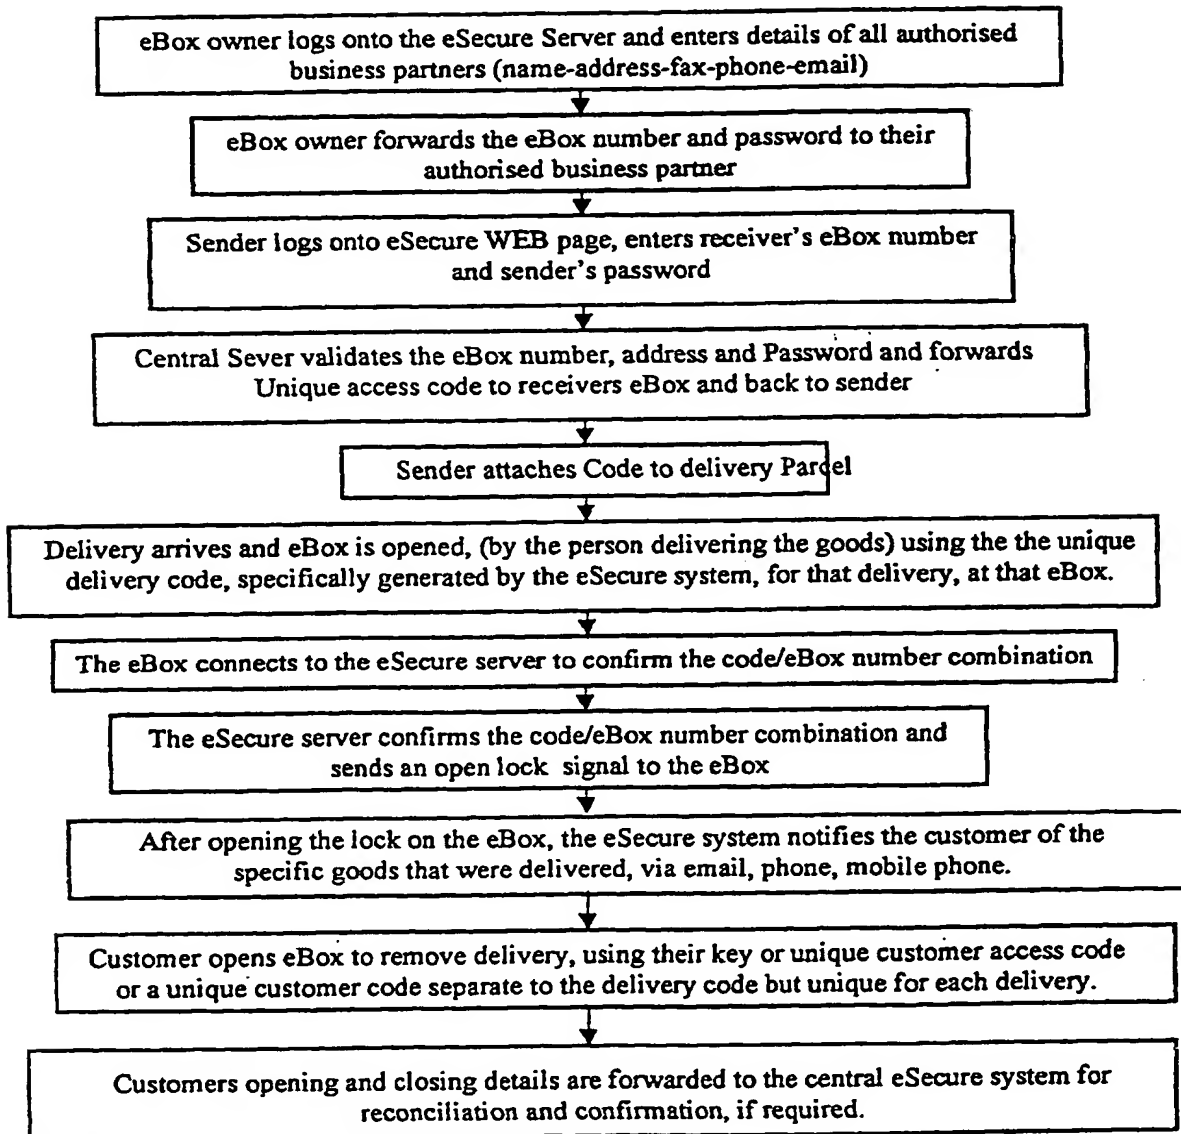 eBox owner logs onto the eSecure Server and enters details of all authorised
business partners (name-address-fax-phone-email)
eBox owner forwards the eBox number and password to their
authorised business partner
Sender logs onto eSecure WEB page, enters receiver's eBox number
and sender's password
Central Sever validates the eBox number, address and Password and forwards
Unique access code to receivers eBox and back to sender
Sender attaches Code to delivery Parcel
Delivery arrives and eBox is opened, (by the person delivering the goods) using the the unique
delivery code, specifically generated by the eSecure system, for that delivery, at that eBox.
The eBox connects to the eSecure server to confirm the code/eBox number combination
The eSecure server confirms the code/eBox number combination and
sends an open lock signal to the eBox
After opening the lock on the eBox, the eSecure system notifies the customer of the
specific goods that were delivered, via email, phone, mobile phone.
Customer opens eBox to remove delivery, using their key or unique customer access code
or a unique customer code separate to the delivery code but unique for each delivery.
Customers opening and closing details are forwarded to the central eSecure system for
reconciliation and confirmation, if required.